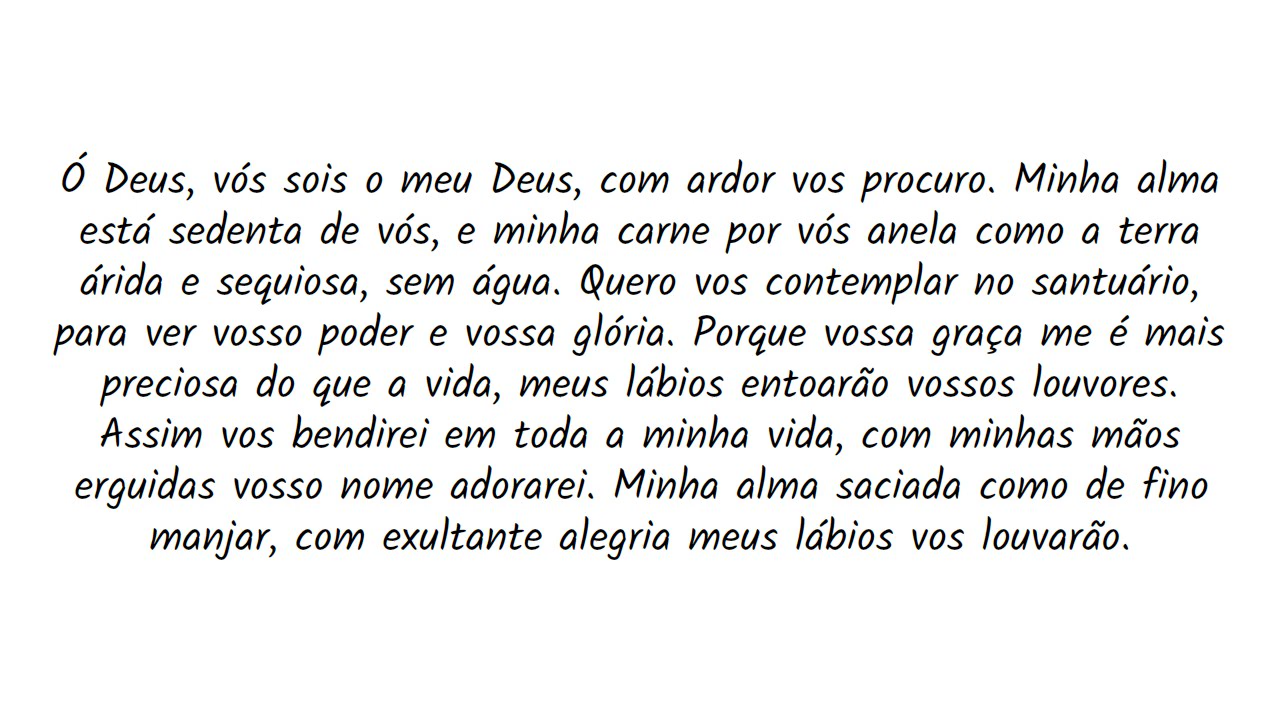 Ó Deus, vós sois o meu Deus, com ardor vos procuro. Minha alma
está sedenta de vós, e minha carne por vós anela como a terra
árida e sequiosa, sem água. Quero vos contemplar no santuário,
para ver vosso poder e vossa glória. Porque vossa graça me é mais
preciosa do que a vida, meus lábios entoarão vossos louvores.
Assim vos bendirei em toda a minha vida, com minhas mãos
erguidas vosso nome adorarei. Minha alma saciada como de fino
manjar, com exultante alegria meus lábios vos louvarão.